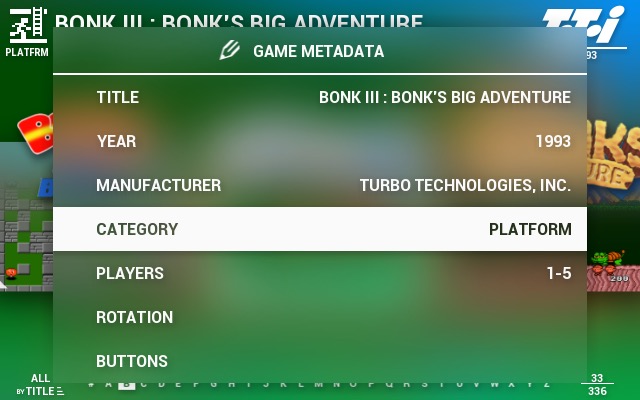 BONK III : BONK'S BIG ADVENTURE
PLATFRM
TTi
93
GAME METADATA
TITLE BONK III : BONK'S BIG ADVENTURE
YEAR 1993
MANUFACTURER TURBO TECHNOLOGIES, INC.
CATEGORY PLATFORM
PLAYERS 1-5
ROTATION
BUTTONS
ALL
BY TITLE
# A B C D E F G H I J K L M N O P Q R S T U V W X Y Z
33
336